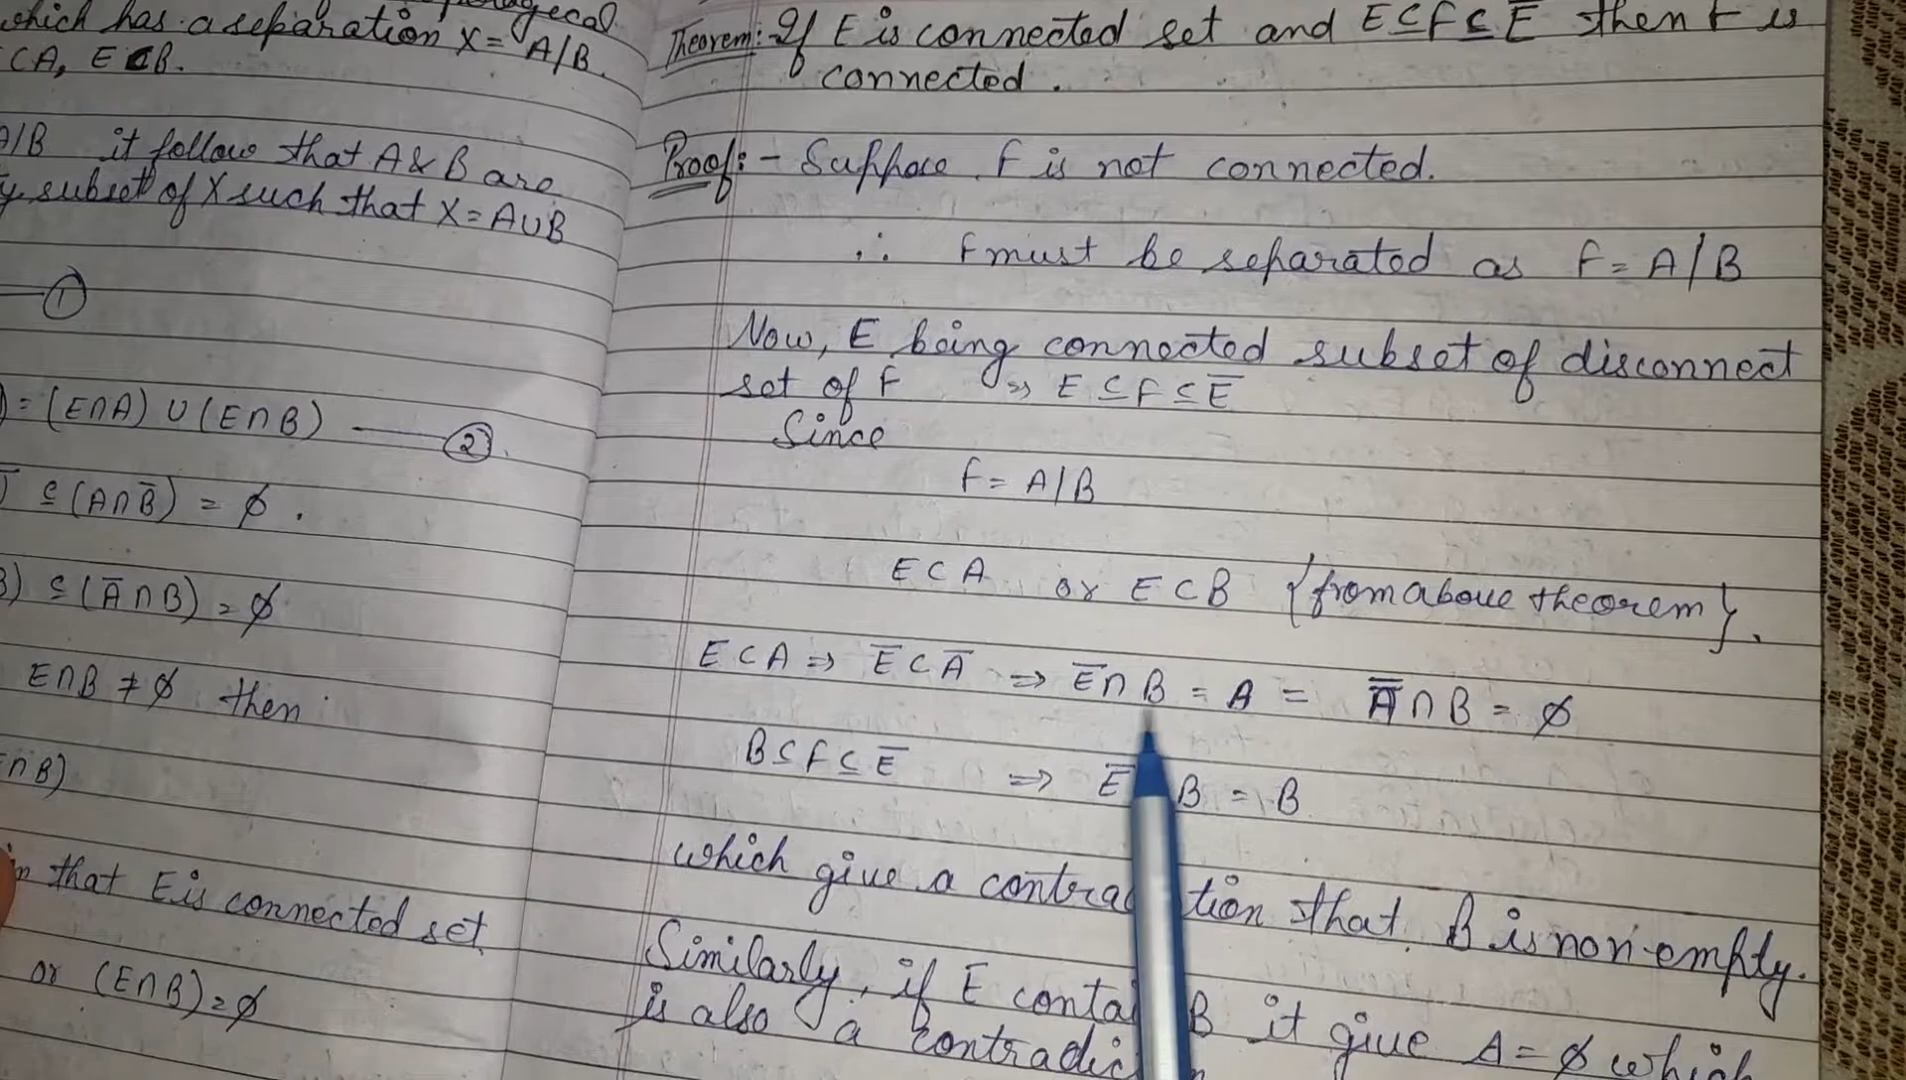 which has a separation X = A/B.
CA, E⊂B.
A/B it follow that A & B are
subset of X such that X = A∪B
①
= (E∩A) ∪ (E∩B) — ②.
⊆ (A∩B̅) = ∅.
⊆ (A̅∩B) = ∅
E∩B ≠ ∅ then
∩B)
that E is connected set
or (E∩B) = ∅
Theorem:- If E is connected set and E⊆F⊆E̅ then F is
connected.
Proof:- Suppose F is not connected.
∴ F must be separated as F = A/B
Now, E being connected subset of disconnect
set of F ⇒ E⊆F⊆E̅
Since
F = A/B
E⊂A or E⊂B {from above theorem}.
E⊂A ⇒ E̅⊂A̅ ⇒ E̅∩B = A = A̅∩B = ∅
B⊆F⊆E̅ ⇒ E̅ B = B
which give a contra tion that B is non-empty.
Similarly, if E contai B it give A = ∅ which
is also a contradic